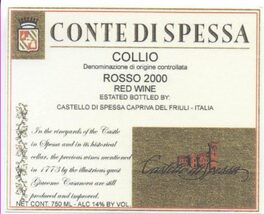 CONTE DI SPESSA
COLLIO
Denominazione di origine controllata
ROSSO 2000
RED WINE
ESTATED BOTTLED BY:
CASTELLO DI SPESSA CAPRIVA DEL FRIULI - ITALIA
In the vineyards of the Castle
in Spessa and in its historical
cellar, the precious wines mentioned
in 1773 by the illustrious guest
Giacomo Casanova are still
produced and improved.
Castello di Spessa
NET CONT. 750 ML - ALC 14% BY VOL